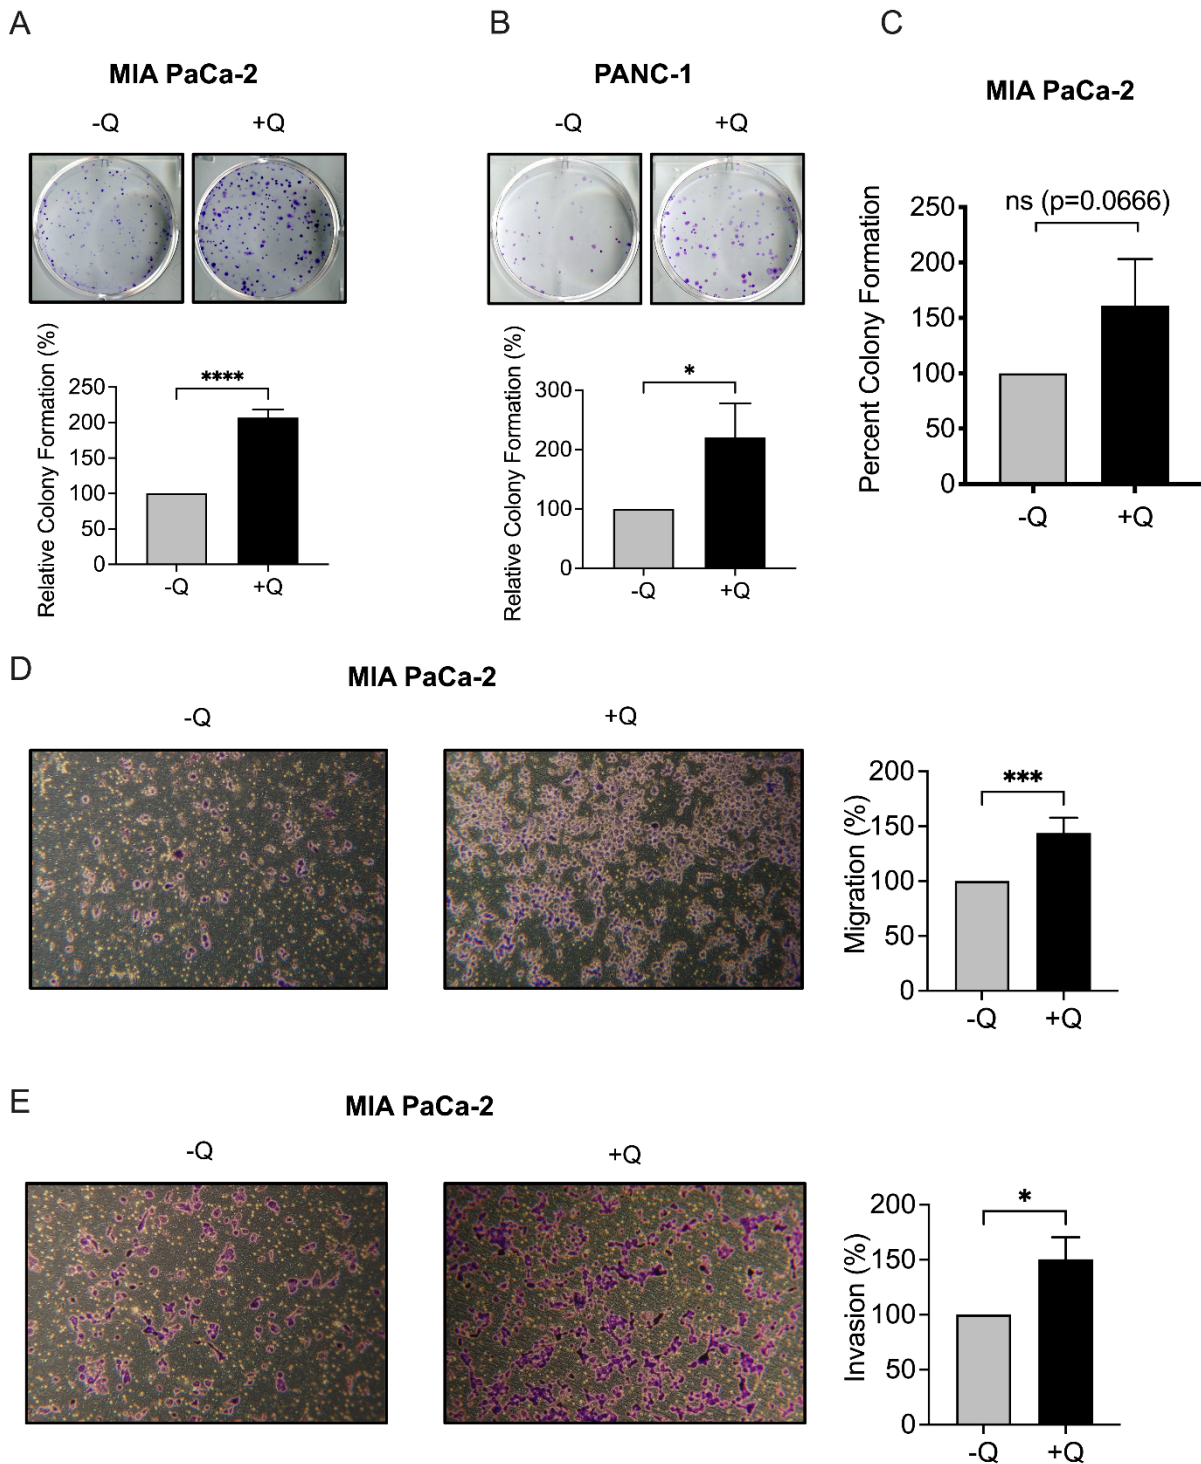 A
MIA PaCa-2
-Q +Q
Relative Colony Formation (%)
250
200
150
100
50
0
****
-Q +Q
B
PANC-1
-Q +Q
Relative Colony Formation (%)
300
200
100
0
*
-Q +Q
C
MIA PaCa-2
Percent Colony Formation
250
200
150
100
50
0
ns (p=0.0666)
-Q +Q
D
MIA PaCa-2
-Q +Q
Migration (%)
200
150
100
50
0
***
-Q +Q
E
MIA PaCa-2
-Q +Q
Invasion (%)
200
150
100
50
0
*
-Q +Q